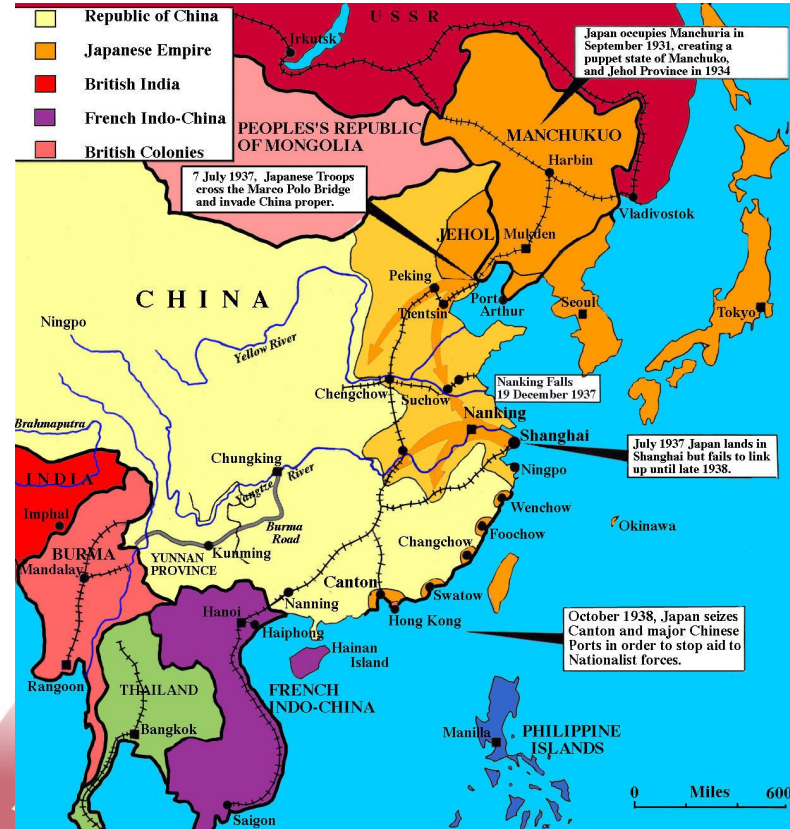 Republic of China
Japanese Empire
British India
French Indo-China
British Colonies
U S S R
Irkutsk
Japan occupies Manchuria in
September 1931, creating a
puppet state of Manchuko,
and Jehol Province in 1934
PEOPLES'S REPUBLIC
OF MONGOLIA
MANCHUKUO
Harbin
7 July 1937, Japanese Troops
cross the Marco Polo Bridge
and invade China proper.
Vladivostok
JEHOL
Mukden
Peking
Tientsin
Port
Arthur
Seoul
Tokyo
C H I N A
Ningpo
Yellow River
Chengchow
Suchow
Nanking Falls
19 December 1937
Nanking
Shanghai
July 1937 Japan lands in
Shanghai but fails to link
up until late 1938.
Brahmaputra
Chungking
Yangtze River
Ningpo
INDIA
Imphal
Wenchow
Burma
Road
Foochow
Okinawa
BURMA
Mandalay
YUNNAN
PROVINCE
Kunming
Changchow
Canton
Swatow
Nanning
Hong Kong
Hanoi
Haiphong
Hainan
Island
October 1938, Japan seizes
Canton and major Chinese
Ports in order to stop aid to
Nationalist forces.
Rangoon
THAILAND
FRENCH
INDO-CHINA
Bangkok
Manilla
PHILIPPINE
ISLANDS
Saigon
0 Miles 600